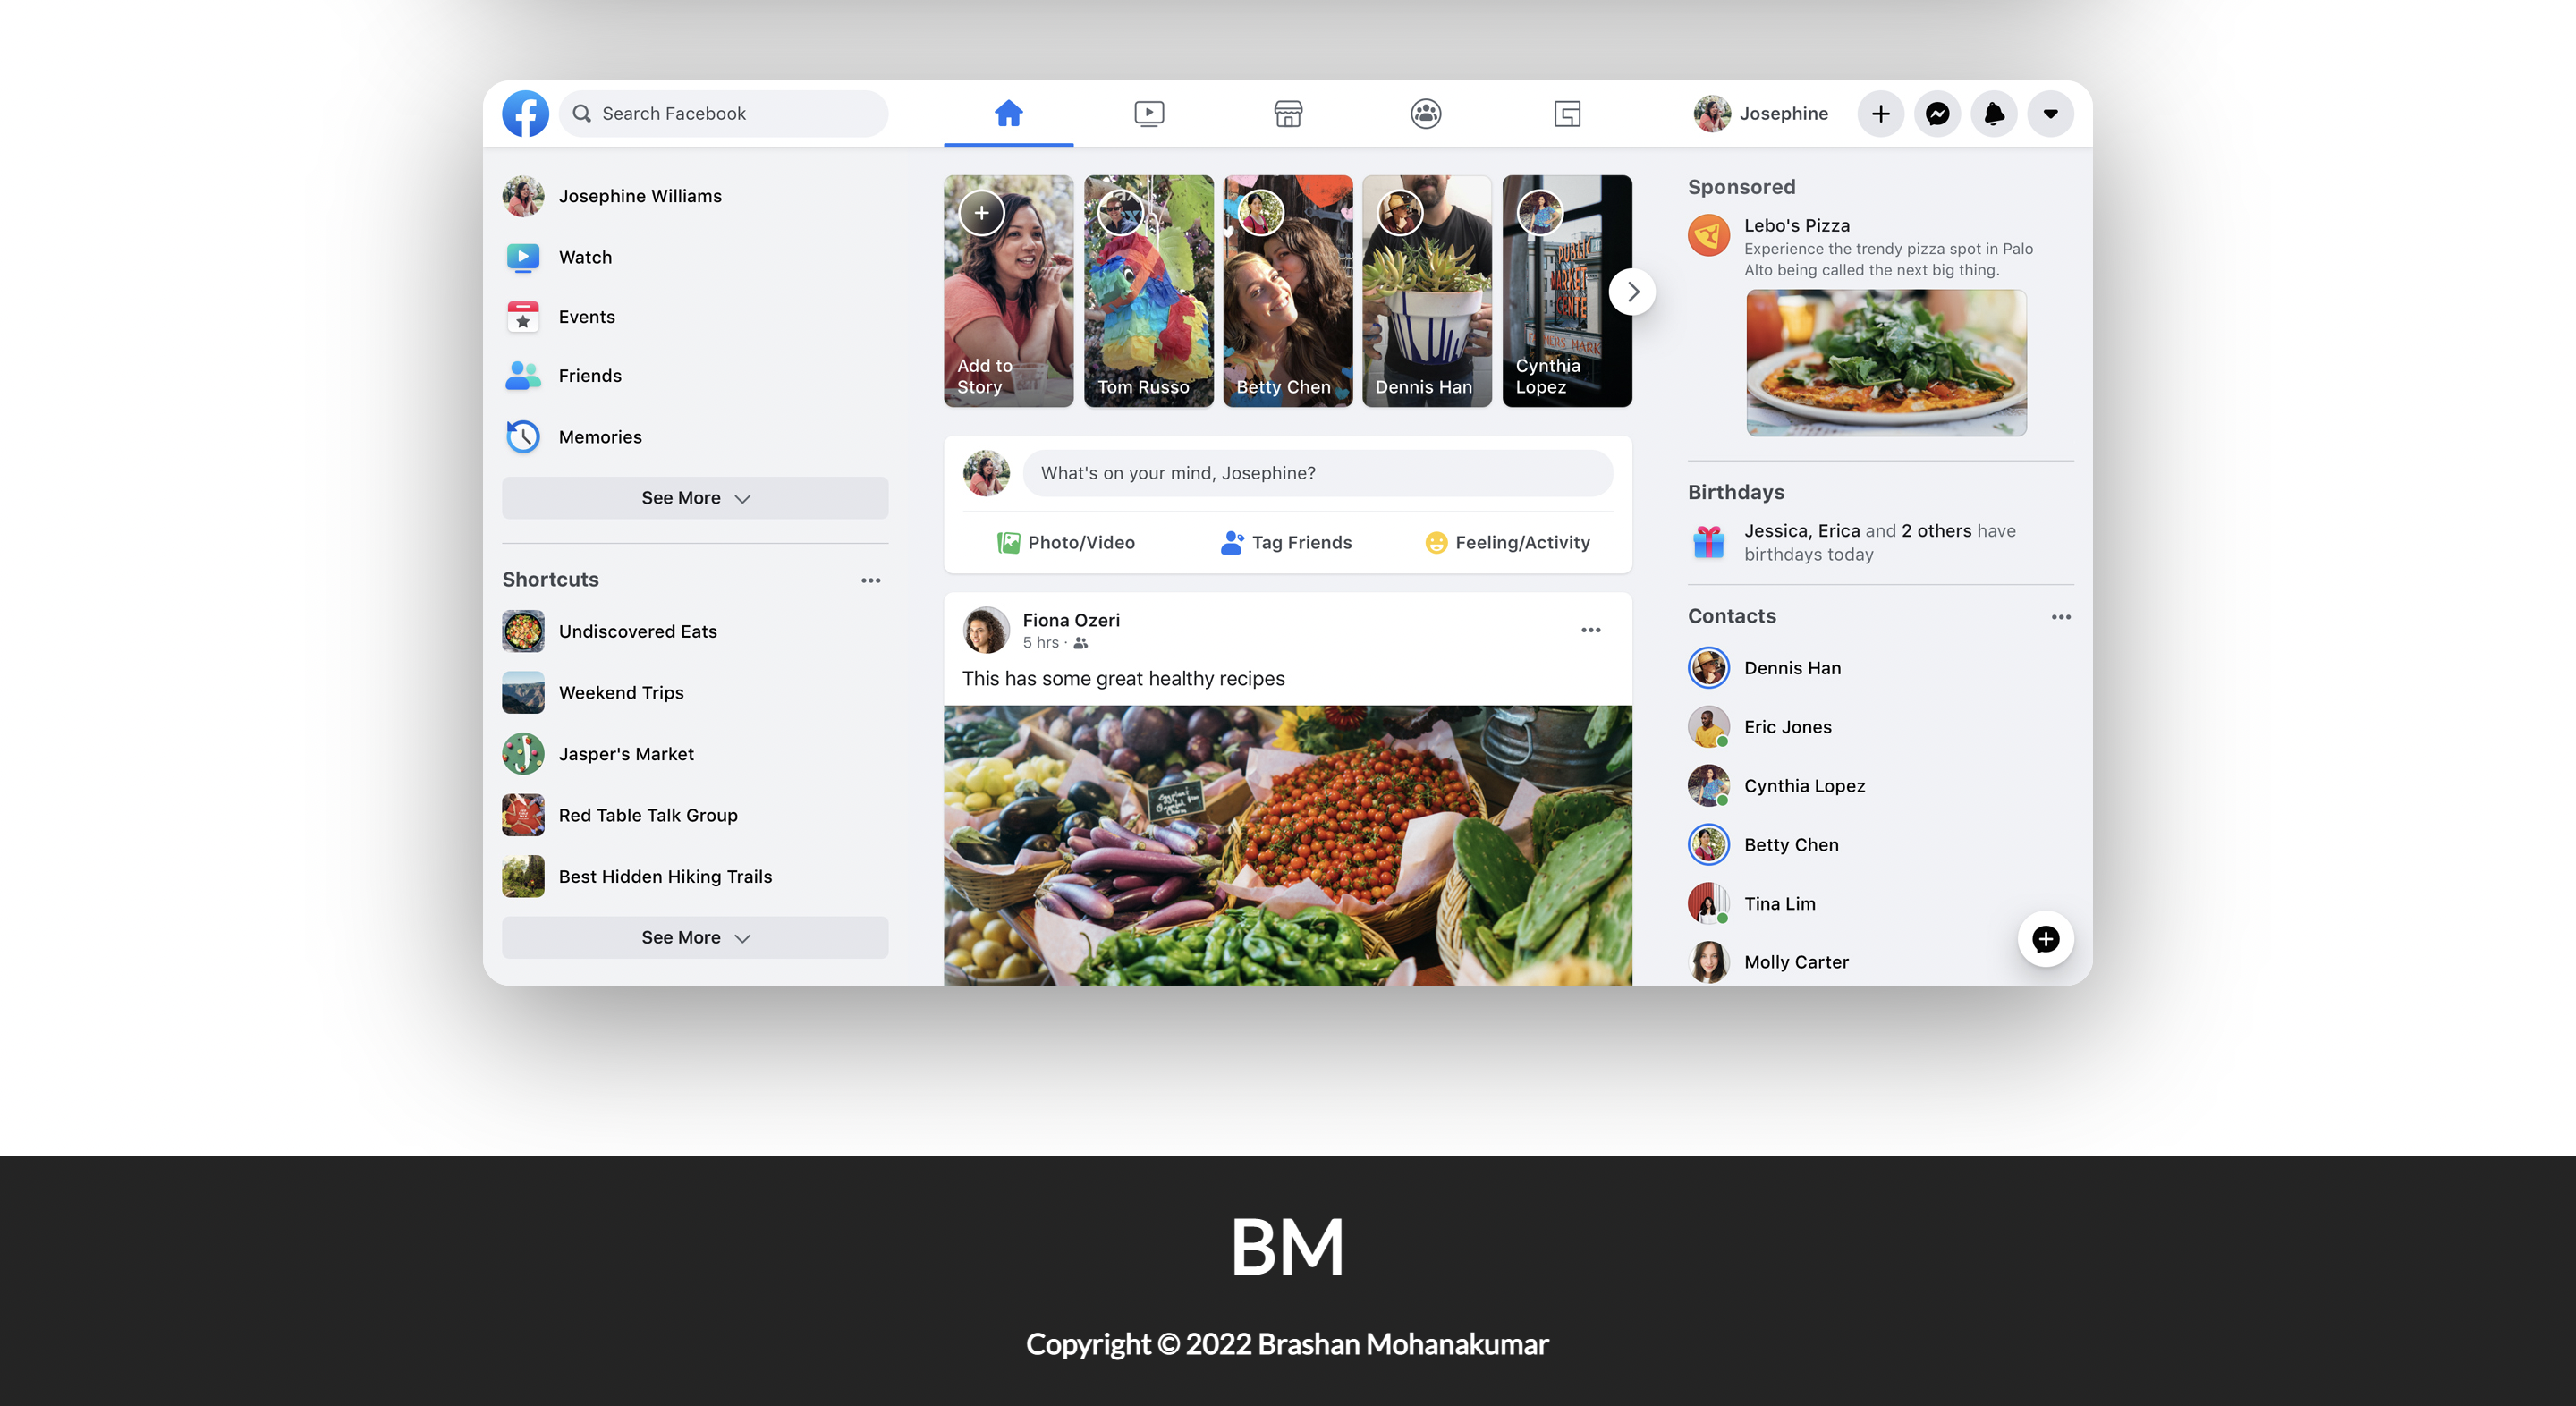 Search Facebook
Josephine
Josephine Williams
Watch
Events
Friends
Memories
See More
Shortcuts
Undiscovered Eats
Weekend Trips
Jasper's Market
Red Table Talk Group
Best Hidden Hiking Trails
See More
Add to
Story
Tom Russo
Betty Chen
Dennis Han
PUBLIC
MARKET
CENTE
FARMERS MARK
Cynthia
Lopez
What's on your mind, Josephine?
Photo/Video
Tag Friends
Feeling/Activity
Fiona Ozeri
5 hrs ·
This has some great healthy recipes
Sponsored
Lebo's Pizza
Experience the trendy pizza spot in Palo
Alto being called the next big thing.
Birthdays
Jessica, Erica and 2 others have
birthdays today
Contacts
Dennis Han
Eric Jones
Cynthia Lopez
Betty Chen
Tina Lim
Molly Carter
BM
Copyright © 2022 Brashan Mohanakumar